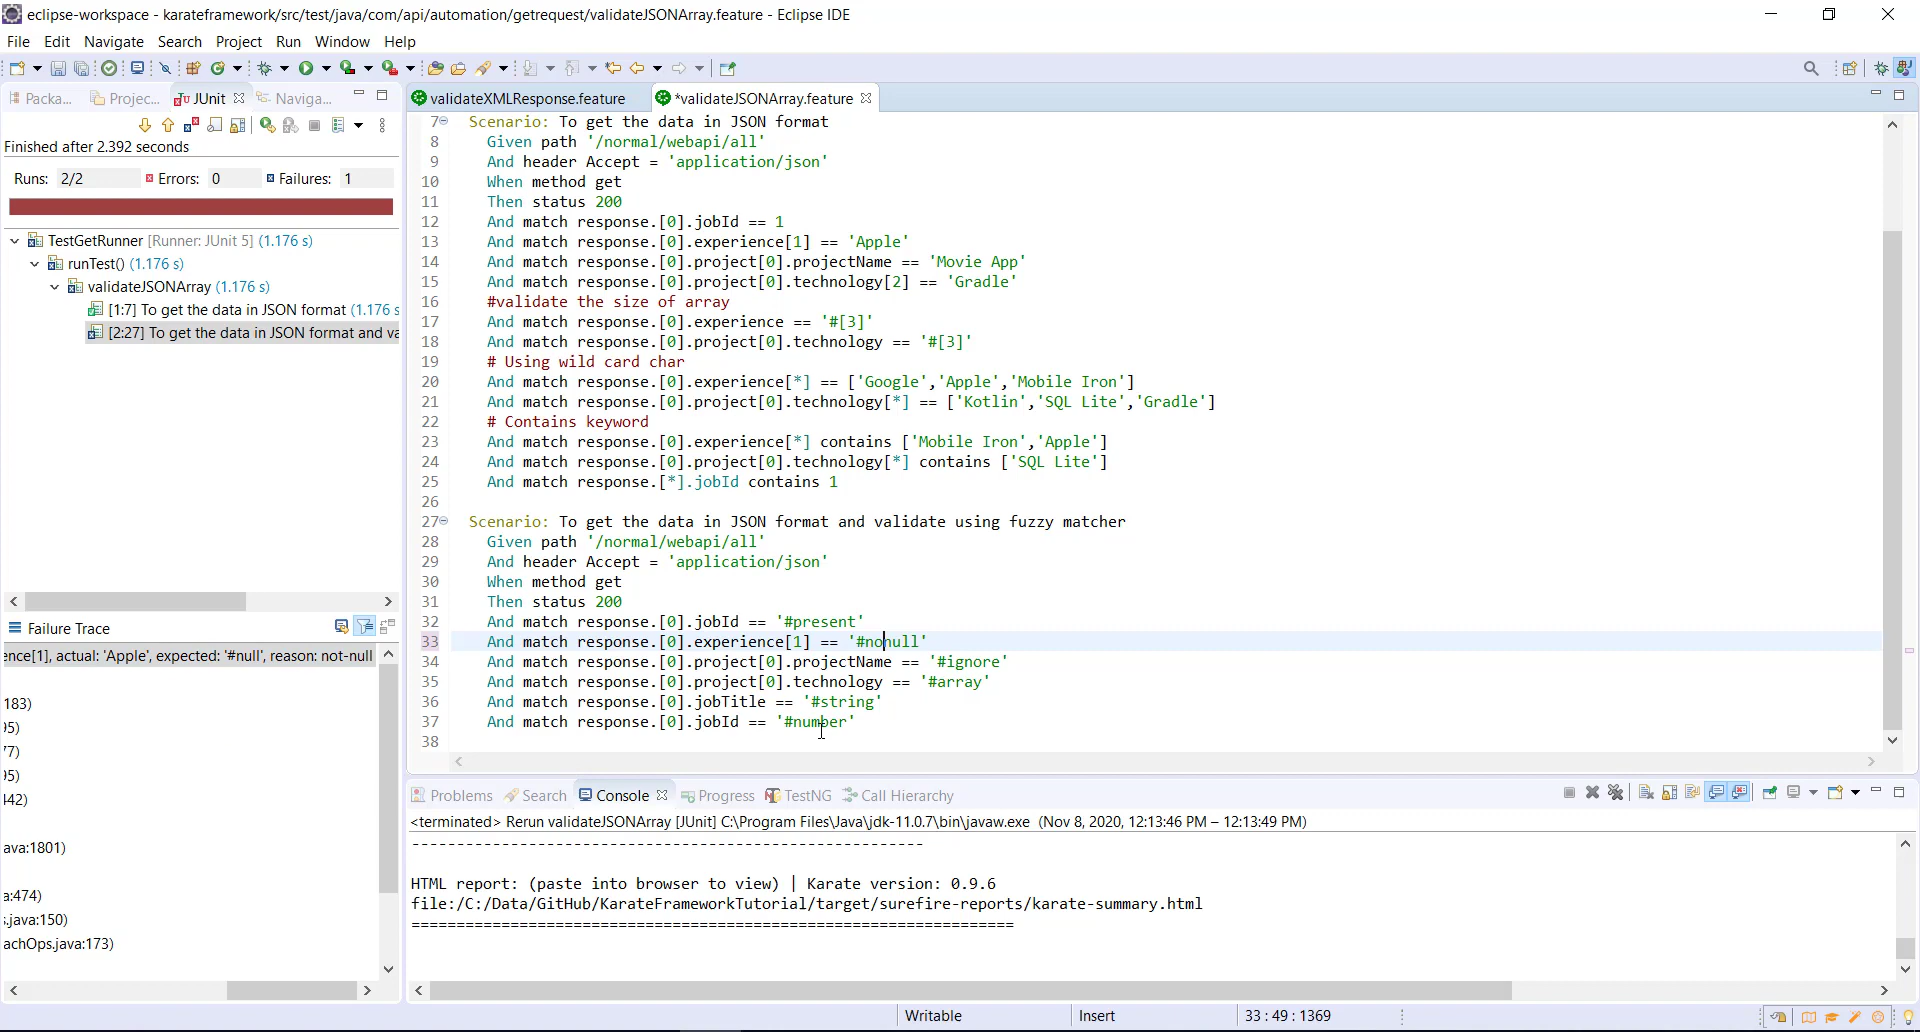 eclipse-workspace - karateframework/src/test/java/com/api/automation/getrequest/validateJSONArray.feature - Eclipse IDE
File Edit Navigate Search Project Run Window Help
Packa... Projec... JUnit Naviga...
validateXMLResponse.feature *validateJSONArray.feature
Finished after 2.392 seconds
Runs: 2/2 Errors: 0 Failures: 1
TestGetRunner [Runner: JUnit 5] (1.176 s)
runTest() (1.176 s)
validateJSONArray (1.176 s)
[1:7] To get the data in JSON format (1.176 s
[2:27] To get the data in JSON format and va
Failure Trace
ence[1], actual: 'Apple', expected: '#null', reason: not-null
183)
95)
77)
95)
442)
ava:1801)
a:474)
s.java:150)
achOps.java:173)
7 Scenario: To get the data in JSON format
8 Given path '/normal/webapi/all'
9 And header Accept = 'application/json'
10 When method get
11 Then status 200
12 And match response.[0].jobId == 1
13 And match response.[0].experience[1] == 'Apple'
14 And match response.[0].project[0].projectName == 'Movie App'
15 And match response.[0].project[0].technology[2] == 'Gradle'
16 #validate the size of array
17 And match response.[0].experience == '#[3]'
18 And match response.[0].project[0].technology == '#[3]'
19 # Using wild card char
20 And match response.[0].experience[*] == ['Google','Apple','Mobile Iron']
21 And match response.[0].project[0].technology[*] == ['Kotlin','SQL Lite','Gradle']
22 # Contains keyword
23 And match response.[0].experience[*] contains ['Mobile Iron','Apple']
24 And match response.[0].project[0].technology[*] contains ['SQL Lite']
25 And match response.[*].jobId contains 1
26
27 Scenario: To get the data in JSON format and validate using fuzzy matcher
28 Given path '/normal/webapi/all'
29 And header Accept = 'application/json'
30 When method get
31 Then status 200
32 And match response.[0].jobId == '#present'
33 And match response.[0].experience[1] == '#nonull'
34 And match response.[0].project[0].projectName == '#ignore'
35 And match response.[0].project[0].technology == '#array'
36 And match response.[0].jobTitle == '#string'
37 And match response.[0].jobId == '#number'
38
Problems Search Console Progress TestNG Call Hierarchy
<terminated> Rerun validateJSONArray [JUnit] C:\Program Files\Java\jdk-11.0.7\bin\javaw.exe (Nov 8, 2020, 12:13:46 PM – 12:13:49 PM)
---------------------------------------------------------
HTML report: (paste into browser to view) | Karate version: 0.9.6
file:/C:/Data/GitHub/KarateFrameworkTutorial/target/surefire-reports/karate-summary.html
===================================================================
Writable Insert 33 : 49 : 1369